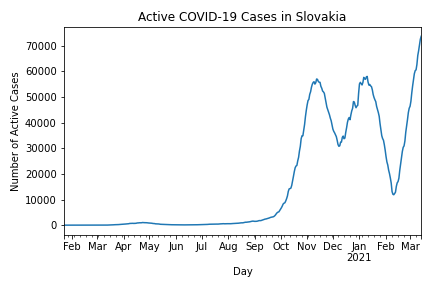 Active COVID-19 Cases in Slovakia
Number of Active Cases
70000
60000
50000
40000
30000
20000
10000
0
Feb Mar Apr May Jun Jul Aug Sep Oct Nov Dec Jan Feb Mar
2021
Day